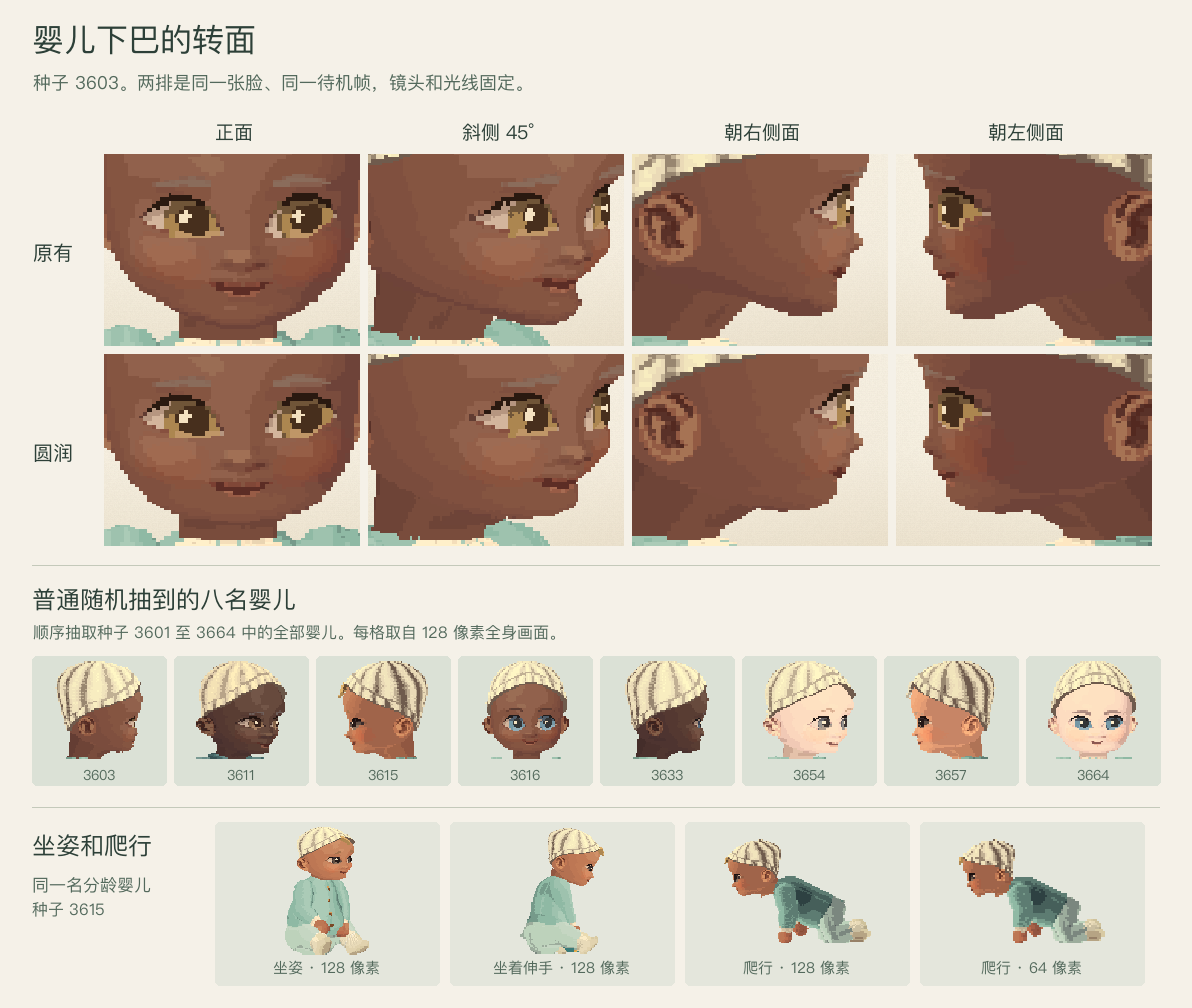 婴儿下巴的转面
种子 3603。两排是同一张脸、同一待机帧，镜头和光线固定。
正面
斜侧 45°
朝右侧面
朝左侧面
原有
圆润
普通随机抽到的八名婴儿
顺序抽取种子 3601 至 3664 中的全部婴儿。每格取自 128 像素全身画面。
3603
3611
3615
3616
3633
3654
3657
3664
坐姿和爬行
同一名分龄婴儿
种子 3615
坐姿 · 128 像素
坐着伸手 · 128 像素
爬行 · 128 像素
爬行 · 64 像素